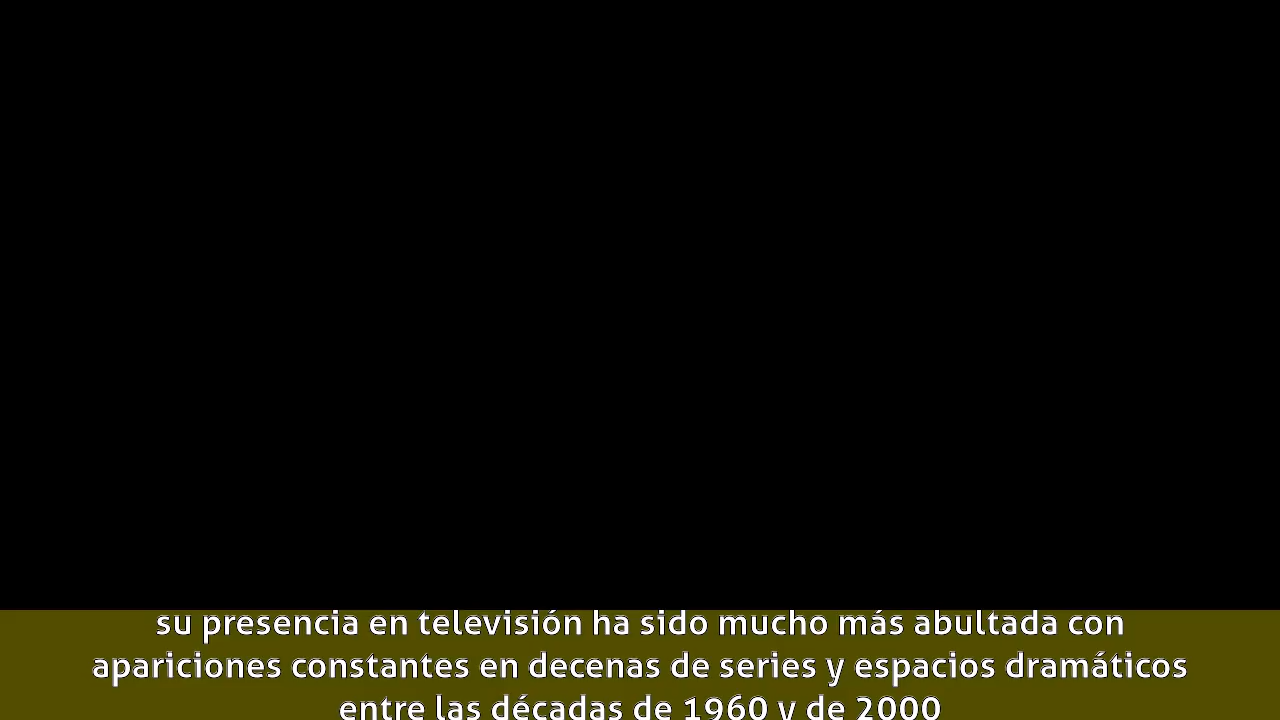 su presencia en televisión ha sido mucho más abultada con
apariciones constantes en decenas de series y espacios dramáticos
entre las décadas de 1960 y de 2000